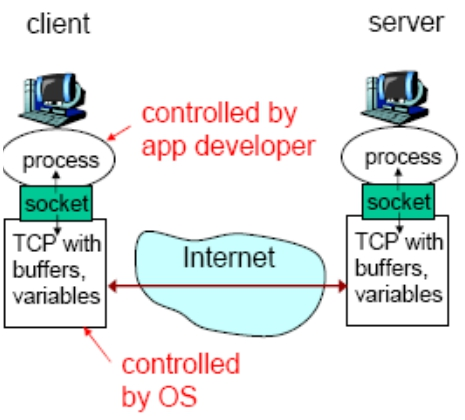 client
server
controlled by
app developer
process
process
socket
socket
TCP with
buffers,
variables
Internet
TCP with
buffers,
variables
controlled
by OS